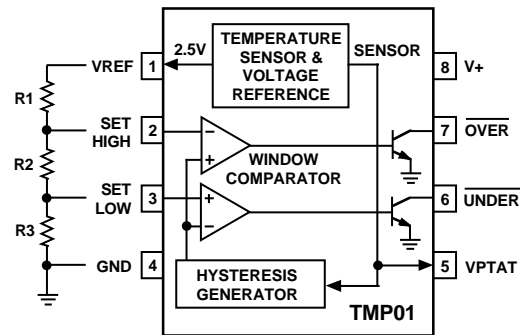 TEMPERATURE
SENSOR &
VOLTAGE
REFERENCE
2.5V
SENSOR
VREF
1
8
V+
R1
SET
HIGH
2
7
OVER
R2
WINDOW
COMPARATOR
SET
LOW
3
6
UNDER
R3
GND
4
5
VPTAT
HYSTERESIS
GENERATOR
TMP01
−
+
+
−